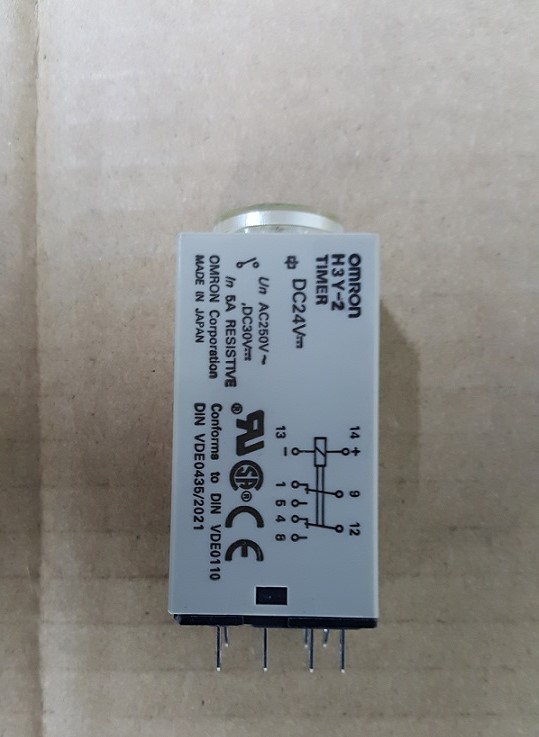 OMRON
H3Y-2
TIMER
DC24V
Un AC250V~
,DC30V
In 5A RESISTIVE
OMRON Corporation
MADE IN JAPAN
14 + 9 12
13 - 1 5 4 8
Conforms to DIN VDE0110
DIN VDE0435/2021